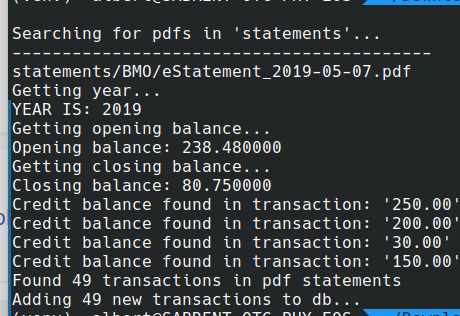 Searching for pdfs in 'statements'...
-----------------------------------------
statements/BMO/eStatement_2019-05-07.pdf
Getting year...
YEAR IS: 2019
Getting opening balance...
Opening balance: 238.480000
Getting closing balance...
Closing balance: 80.750000
Credit balance found in transaction: '250.00'
Credit balance found in transaction: '200.00'
Credit balance found in transaction: '30.00'
Credit balance found in transaction: '150.00'
Found 49 transactions in pdf statements
Adding 49 new transactions to db...